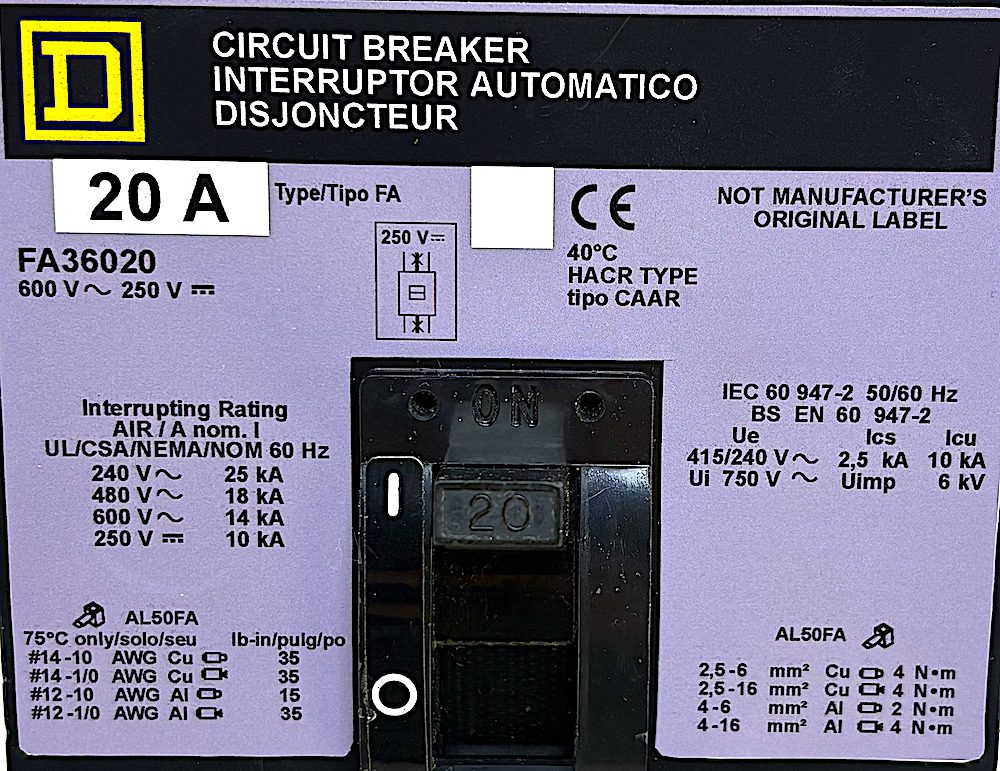 D
CIRCUIT BREAKER
INTERRUPTOR AUTOMATICO
DISJONCTEUR
20 A
Type/Tipo FA
FA36020
600 V～ 250 V ⎓
250 V⎓
CE
40°C
HACR TYPE
tipo CAAR
NOT MANUFACTURER'S
ORIGINAL LABEL
ON
20
I
O
Interrupting Rating
AIR / A nom. I
UL/CSA/NEMA/NOM 60 Hz
240 V～ 25 kA
480 V～ 18 kA
600 V～ 14 kA
250 V ⎓ 10 kA
AL50FA
75°C only/solo/seu lb-in/pulg/po
#14-10 AWG Cu 35
#14-1/0 AWG Cu 35
#12-10 AWG Al 15
#12-1/0 AWG Al 35
IEC 60 947-2 50/60 Hz
BS EN 60 947-2
Ue Ics Icu
415/240 V～ 2,5 kA 10 kA
Ui 750 V ～ Uimp 6 kV
AL50FA
2,5-6 mm² Cu 4 N•m
2,5-16 mm² Cu 4 N•m
4-6 mm² Al 2 N•m
4-16 mm² Al 4 N•m